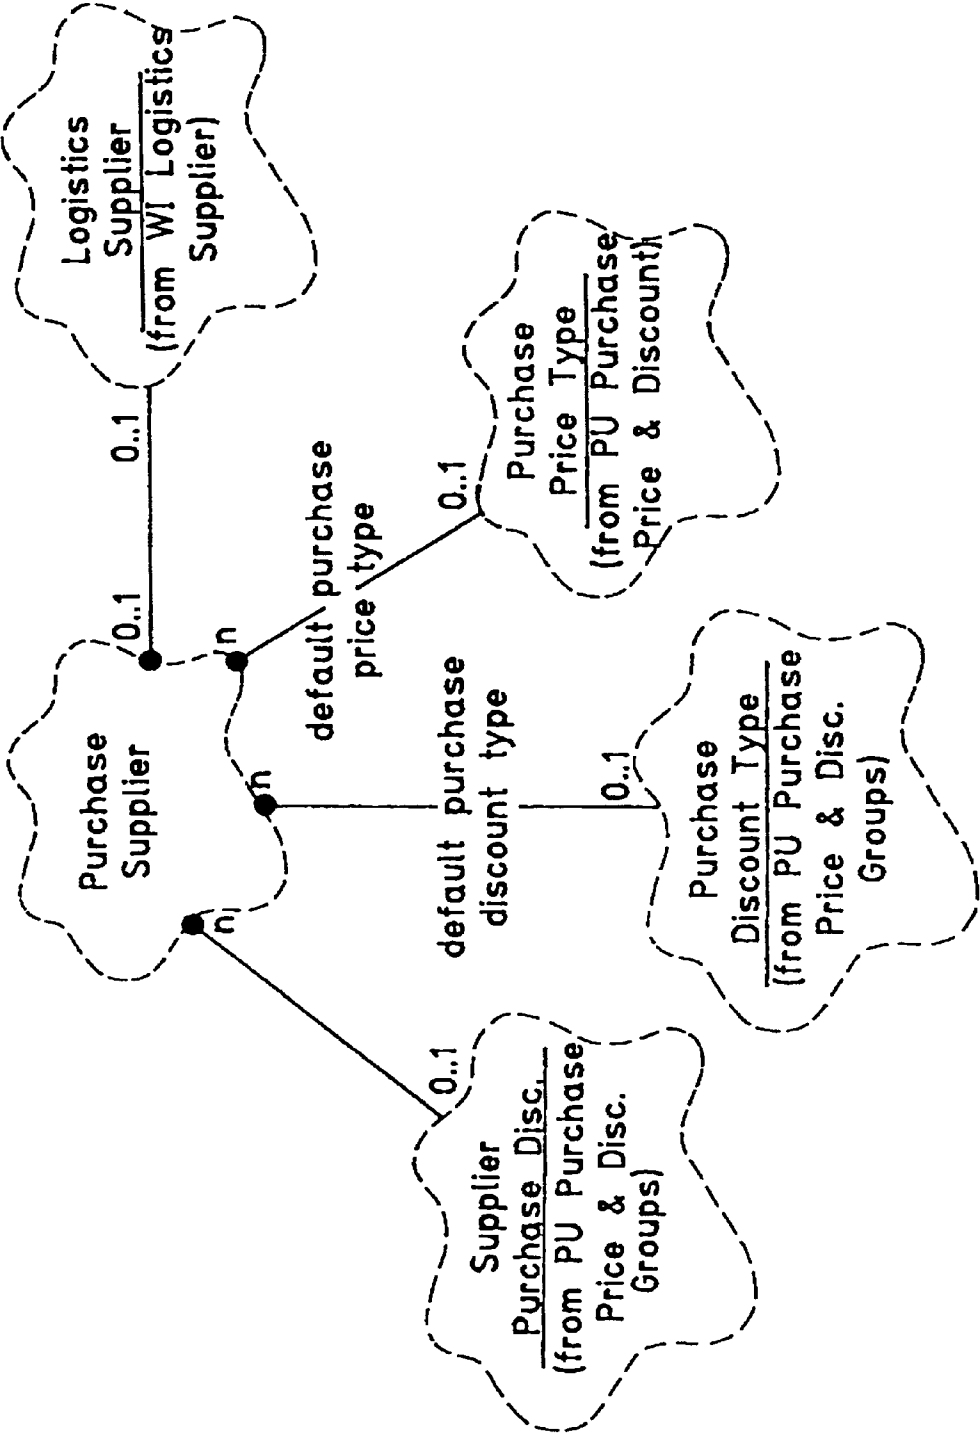 Purchase
Supplier
0..1
0..1
Logistics
Supplier
(from WI Logistics
Supplier)
n
n
n
default purchase
price type
0..1
Purchase
Price Type
(from PU Purchase
Price & Discount)
default purchase
discount type
0..1
Purchase
Discount Type
(from PU Purchase
Price & Disc.
Groups)
0..1
Supplier
Purchase Disc.
(from PU Purchase
Price & Disc.
Groups)